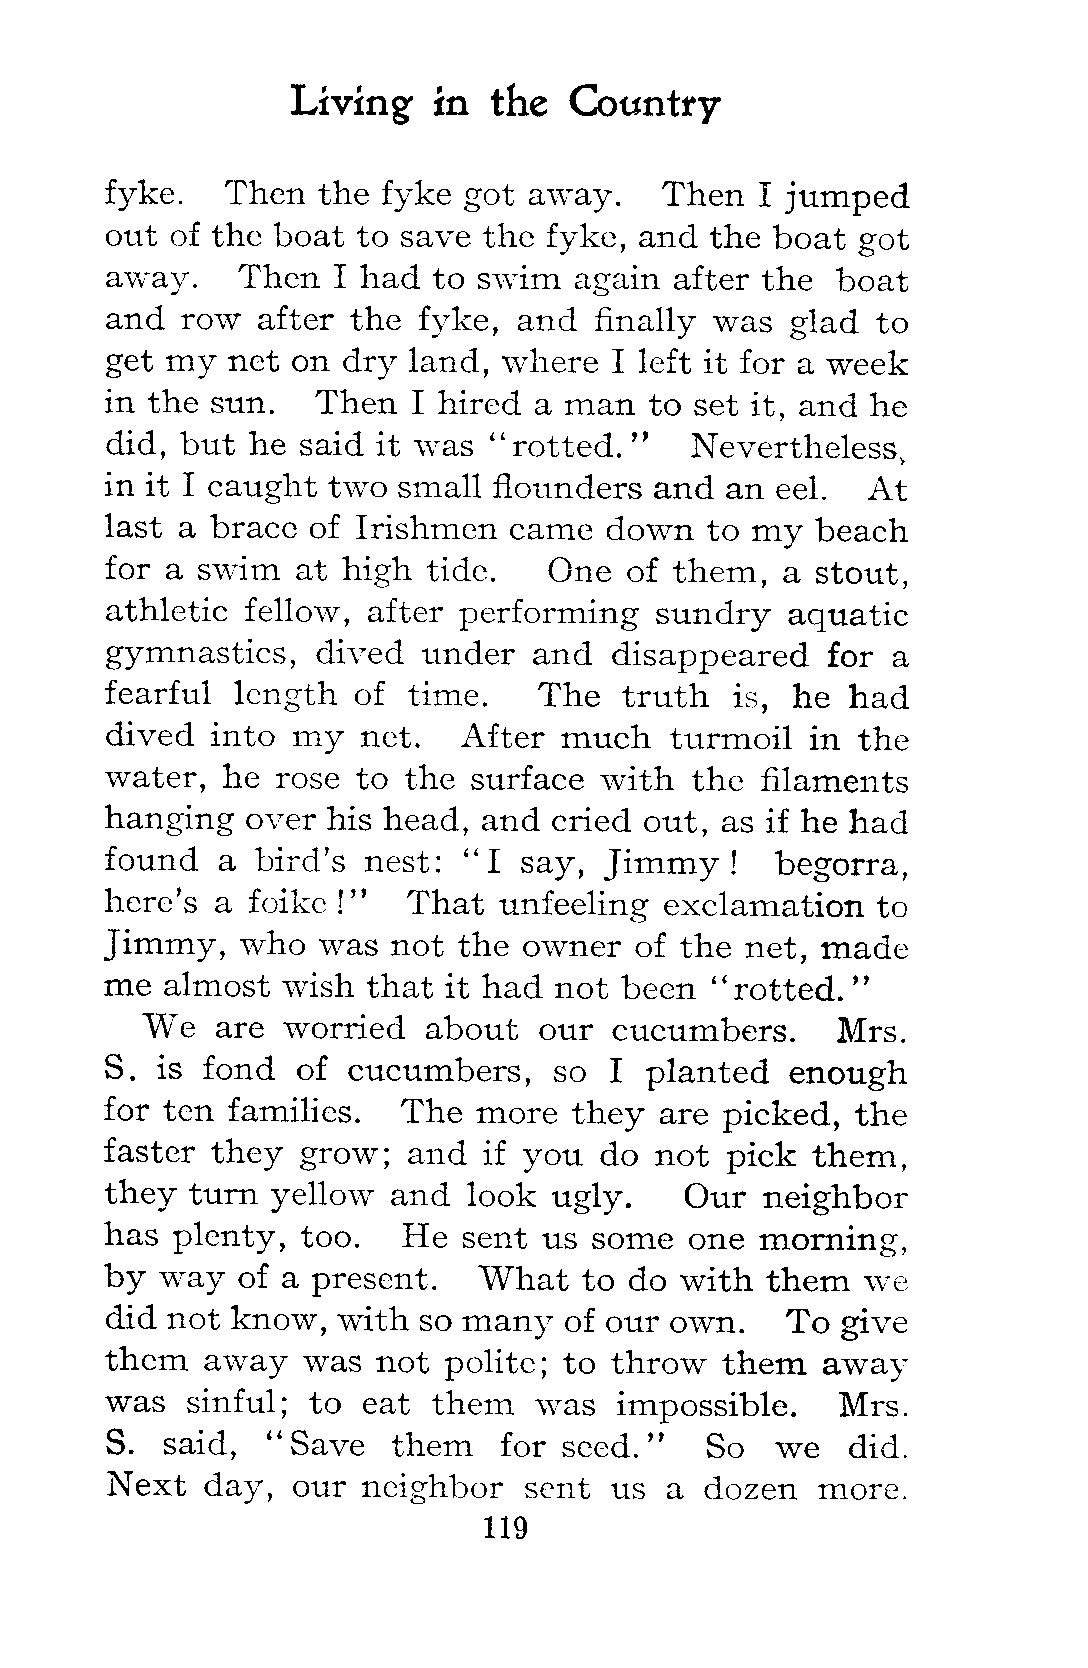 Living in the Country
fyke. Then the fyke got away. Then I jumped
out of the boat to save the fyke, and the boat got
away. Then I had to swim again after the boat
and row after the fyke, and finally was glad to
get my net on dry land, where I left it for a week
in the sun. Then I hired a man to set it, and he
did, but he said it was "rotted." Nevertheless,
in it I caught two small flounders and an eel. At
last a brace of Irishmen came down to my beach
for a swim at high tide. One of them, a stout,
athletic fellow, after performing sundry aquatic
gymnastics, dived under and disappeared for a
fearful length of time. The truth is, he had
dived into my net. After much turmoil in the
water, he rose to the surface with the filaments
hanging over his head, and cried out, as if he had
found a bird's nest: "I say, Jimmy! begorra,
here's a foike!" That unfeeling exclamation to
Jimmy, who was not the owner of the net, made
me almost wish that it had not been "rotted."
We are worried about our cucumbers. Mrs.
S. is fond of cucumbers, so I planted enough
for ten families. The more they are picked, the
faster they grow; and if you do not pick them,
they turn yellow and look ugly. Our neighbor
has plenty, too. He sent us some one morning,
by way of a present. What to do with them we
did not know, with so many of our own. To give
them away was not polite; to throw them away
was sinful; to eat them was impossible. Mrs.
S. said, "Save them for seed." So we did.
Next day, our neighbor sent us a dozen more.
119